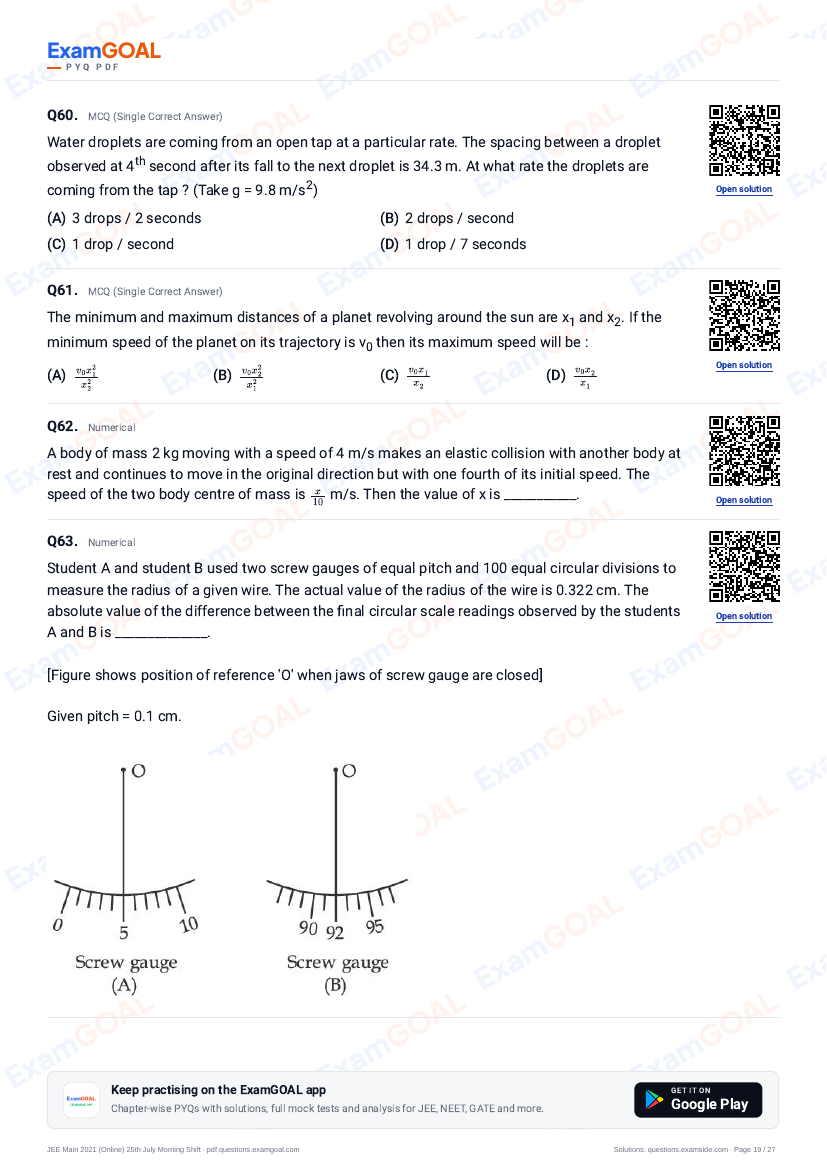 ExamGOAL
PYQ PDF
Q60. MCQ (Single Correct Answer)
Water droplets are coming from an open tap at a particular rate. The spacing between a droplet
observed at 4th second after its fall to the next droplet is 34.3 m. At what rate the droplets are
coming from the tap ? (Take g = 9.8 m/s2)
(A) 3 drops / 2 seconds (B) 2 drops / second
(C) 1 drop / second (D) 1 drop / 7 seconds
Open solution
Q61. MCQ (Single Correct Answer)
The minimum and maximum distances of a planet revolving around the sun are x1 and x2. If the
minimum speed of the planet on its trajectory is v0 then its maximum speed will be :
(A) v0x1^2/x2^2 (B) v0x2^2/x1^2 (C) v0x1/x2 (D) v0x2/x1
Open solution
Q62. Numerical
A body of mass 2 kg moving with a speed of 4 m/s makes an elastic collision with another body at
rest and continues to move in the original direction but with one fourth of its initial speed. The
speed of the two body centre of mass is x/10 m/s. Then the value of x is ___________.
Open solution
Q63. Numerical
Student A and student B used two screw gauges of equal pitch and 100 equal circular divisions to
measure the radius of a given wire. The actual value of the radius of the wire is 0.322 cm. The
absolute value of the difference between the final circular scale readings observed by the students
A and B is ______________.
Open solution
[Figure shows position of reference 'O' when jaws of screw gauge are closed]
Given pitch = 0.1 cm.
O O
0 5 10 90 92 95
Screw gauge Screw gauge
(A) (B)
ExamGOAL
Keep practising on the ExamGOAL app
Chapter-wise PYQs with solutions, full mock tests and analysis for JEE, NEET, GATE and more.
GET IT ON
Google Play
JEE Main 2021 (Online) 25th July Morning Shift · pdf.questions.examgoal.com Solutions: questions.examside.com · Page 19 / 27